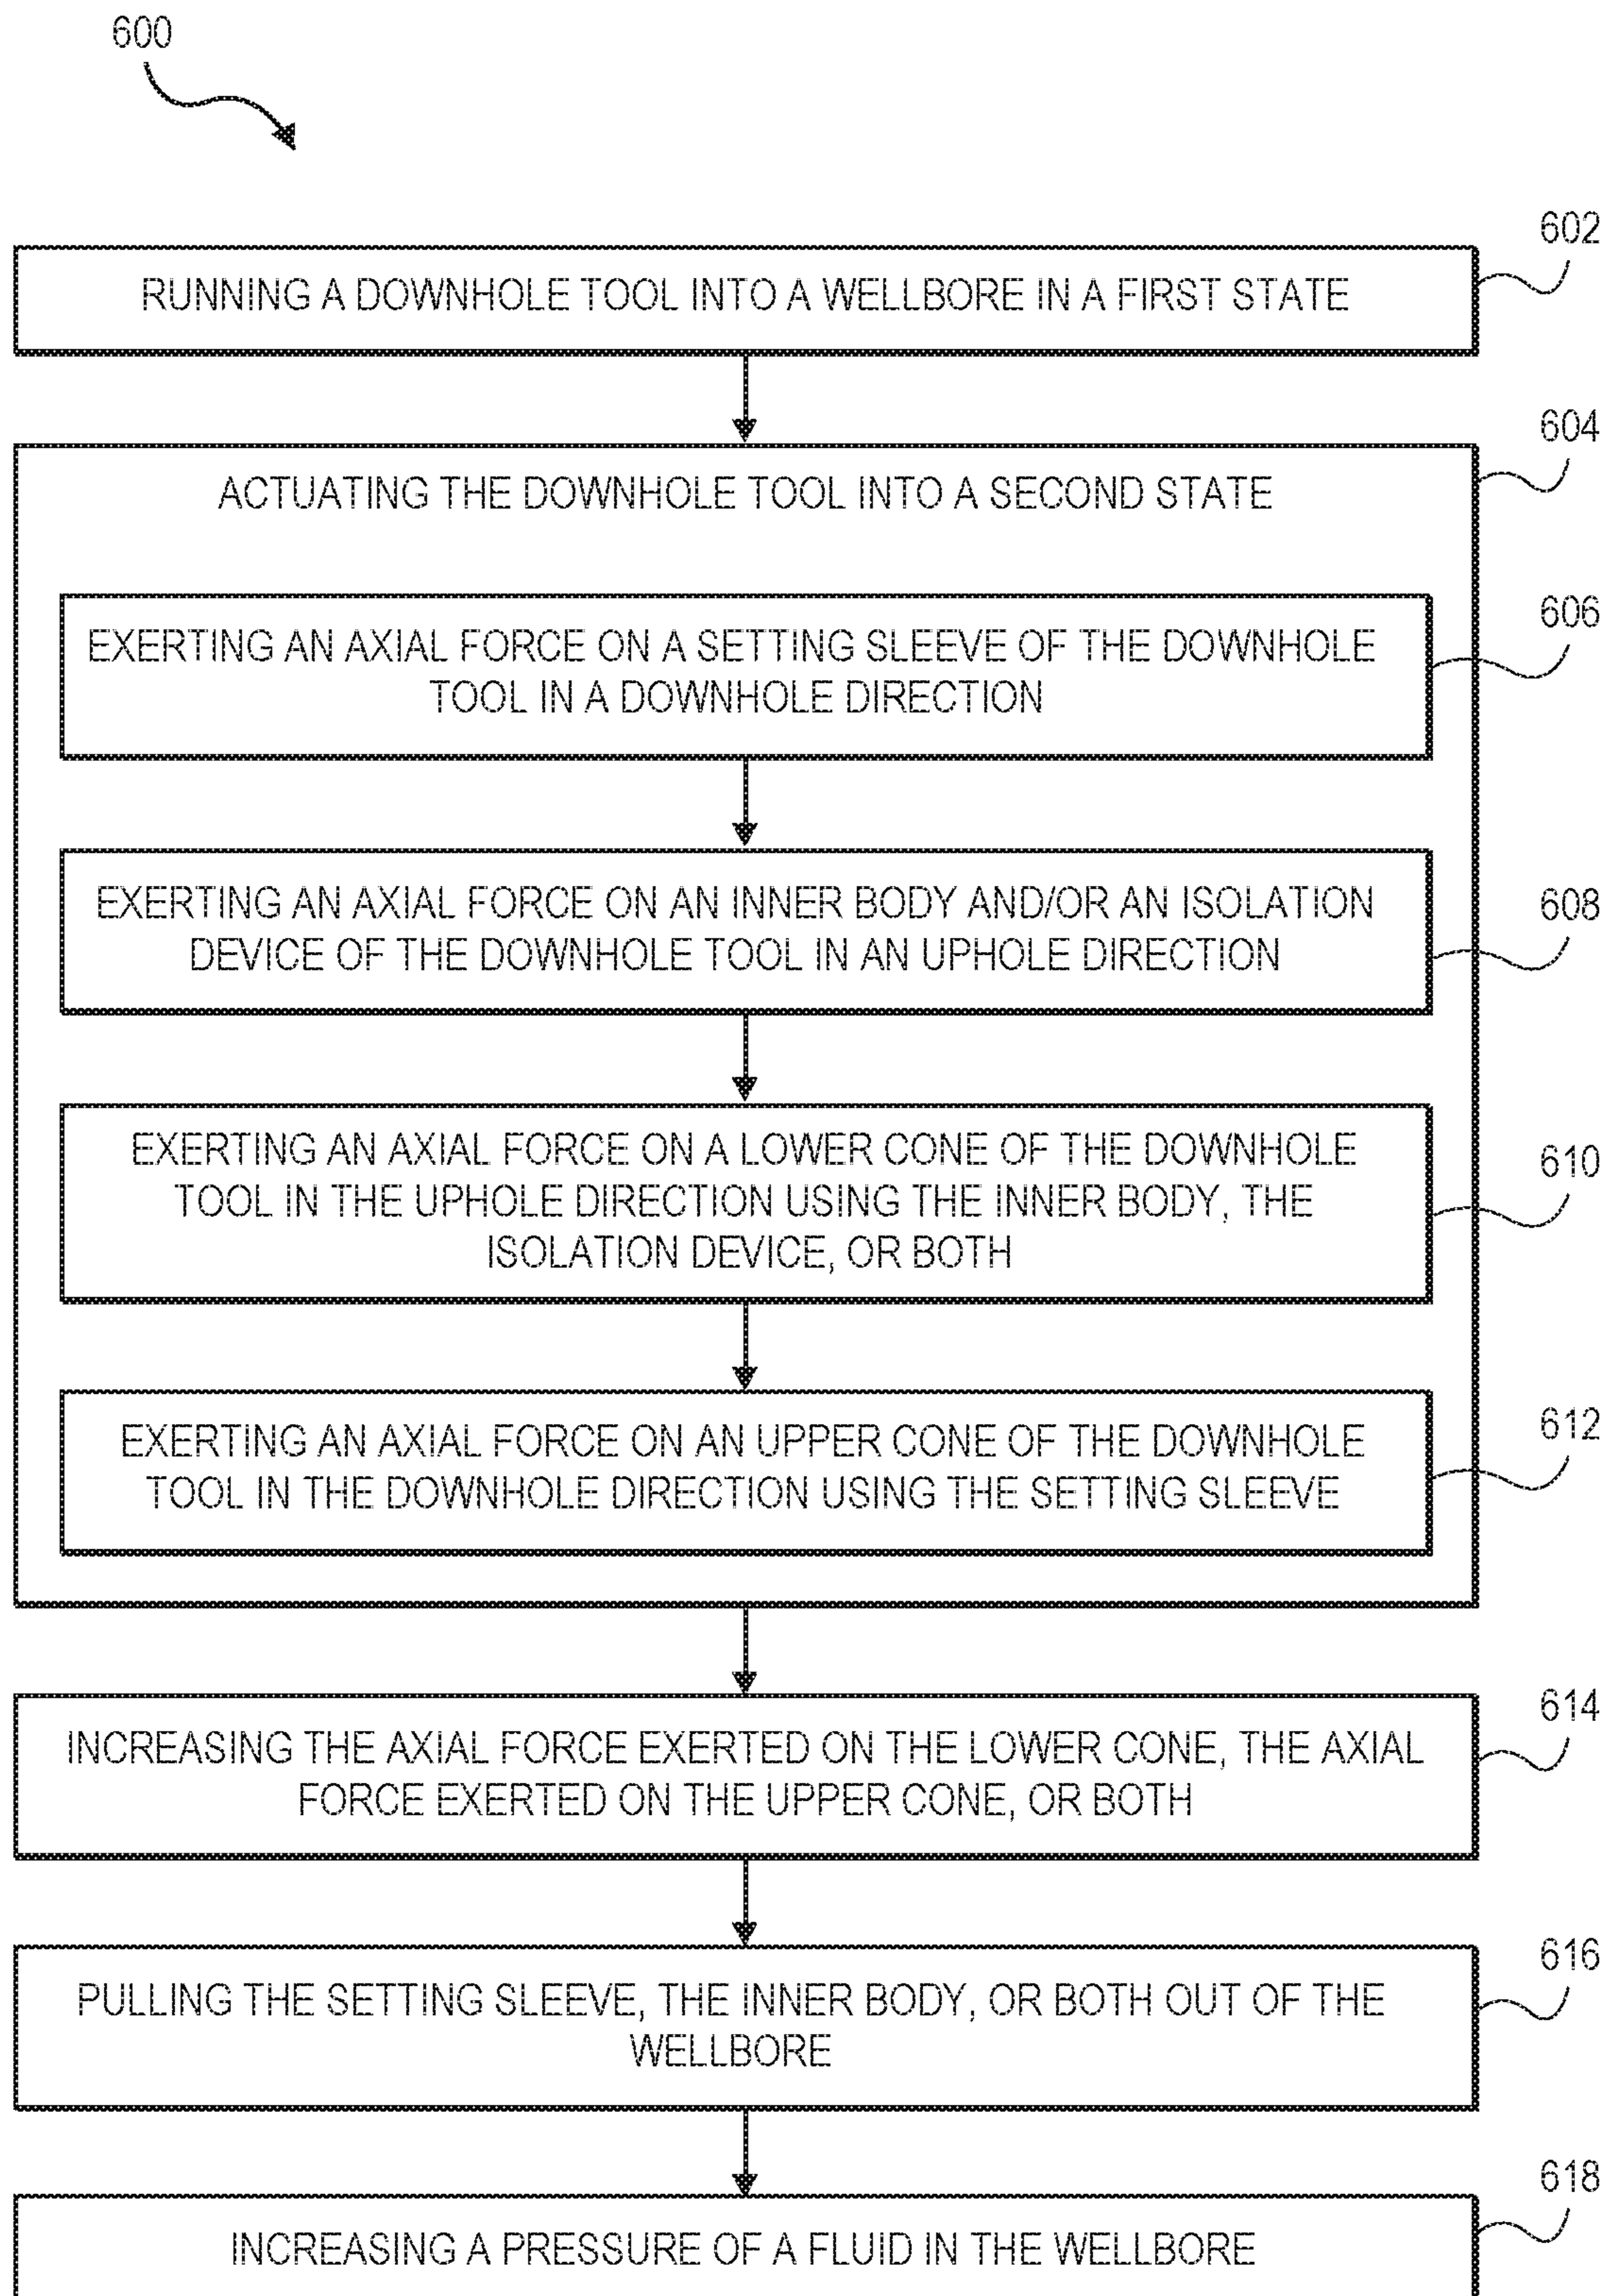 600
602
RUNNING A DOWNHOLE TOOL INTO A WELLBORE IN A FIRST STATE
604
ACTUATING THE DOWNHOLE TOOL INTO A SECOND STATE
606
EXERTING AN AXIAL FORCE ON A SETTING SLEEVE OF THE DOWNHOLE
TOOL IN A DOWNHOLE DIRECTION
608
EXERTING AN AXIAL FORCE ON AN INNER BODY AND/OR AN ISOLATION
DEVICE OF THE DOWNHOLE TOOL IN AN UPHOLE DIRECTION
610
EXERTING AN AXIAL FORCE ON A LOWER CONE OF THE DOWNHOLE
TOOL IN THE UPHOLE DIRECTION USING THE INNER BODY, THE
ISOLATION DEVICE, OR BOTH
612
EXERTING AN AXIAL FORCE ON AN UPPER CONE OF THE DOWNHOLE
TOOL IN THE DOWNHOLE DIRECTION USING THE SETTING SLEEVE
614
INCREASING THE AXIAL FORCE EXERTED ON THE LOWER CONE, THE AXIAL
FORCE EXERTED ON THE UPPER CONE, OR BOTH
616
PULLING THE SETTING SLEEVE, THE INNER BODY, OR BOTH OUT OF THE
WELLBORE
618
INCREASING A PRESSURE OF A FLUID IN THE WELLBORE